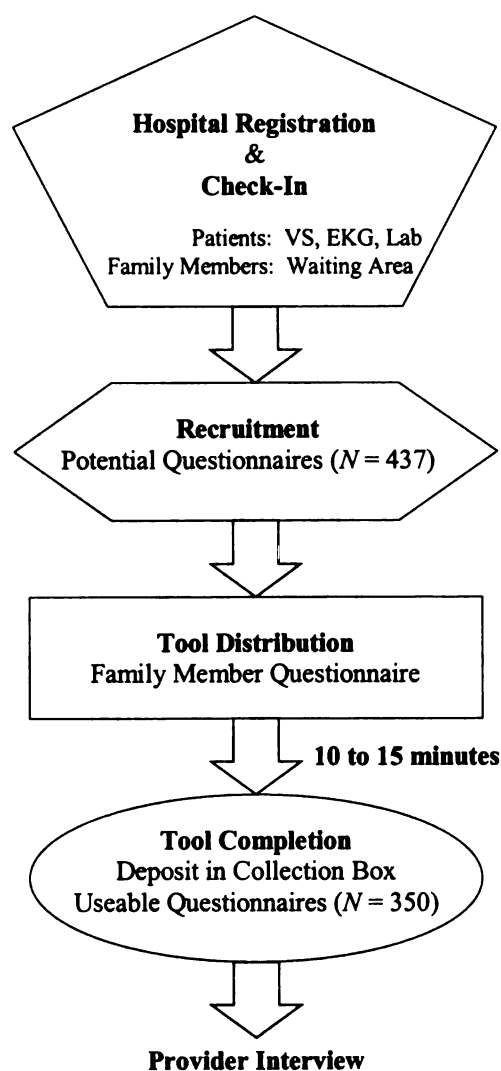 Hospital Registration
&
Check-In
Patients: VS, EKG, Lab
Family Members: Waiting Area
Recruitment
Potential Questionnaires (N = 437)
Tool Distribution
Family Member Questionnaire
10 to 15 minutes
Tool Completion
Deposit in Collection Box
Useable Questionnaires (N = 350)
Provider Interview